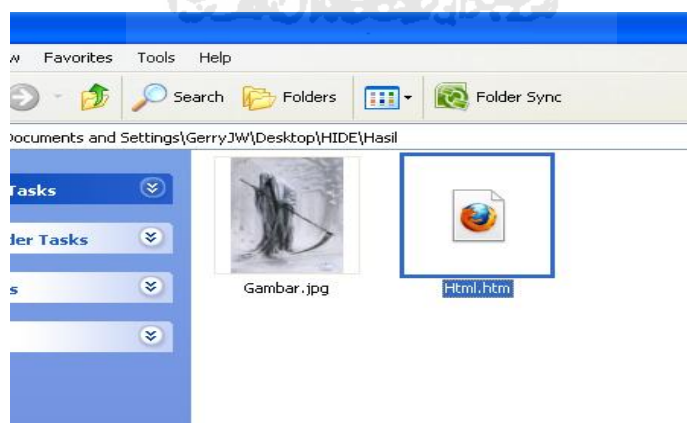 w Favorites Tools Help
Search Folders Folder Sync
Documents and Settings\GerryJW\Desktop\HIDE\Hasil
Tasks
der Tasks
s
Gambar.jpg Html.htm